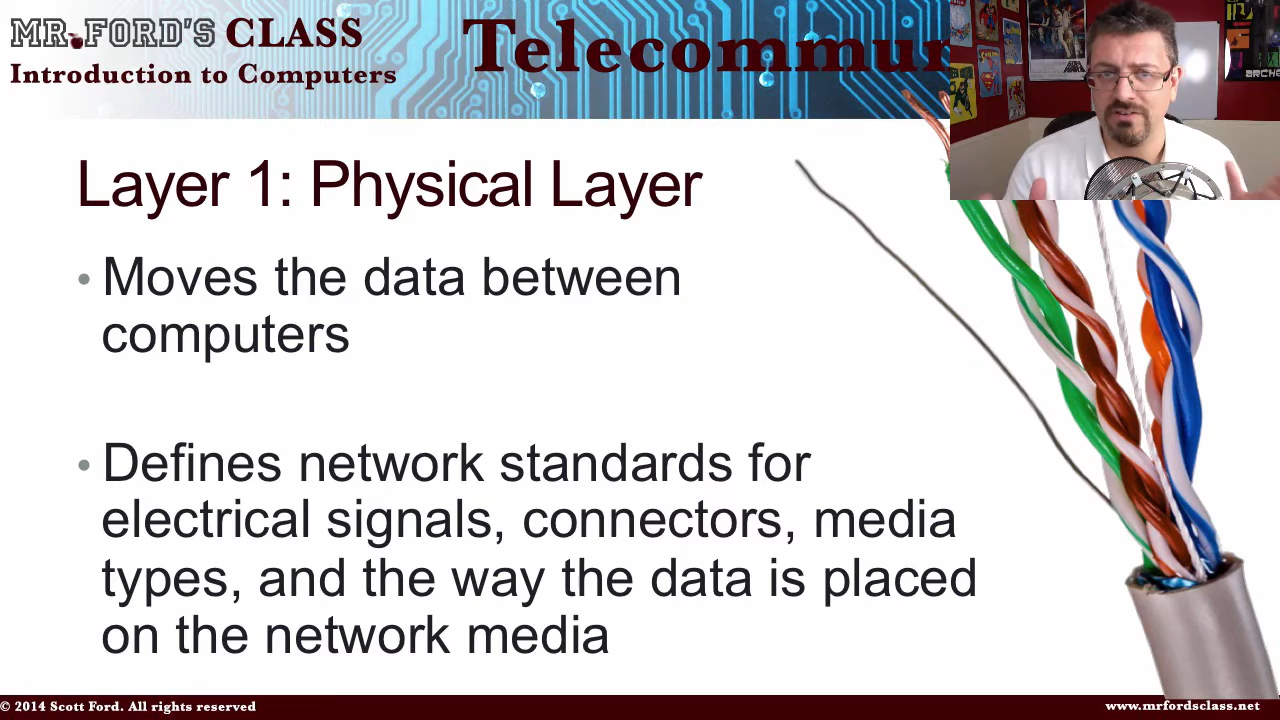 MR. FORD'S CLASS
Introduction to Computers
Layer 1: Physical Layer
• Moves the data between
computers
• Defines network standards for
electrical signals, connectors, media
types, and the way the data is placed
on the network media
© 2014 Scott Ford. All rights reserved
www.mrfordsclass.net